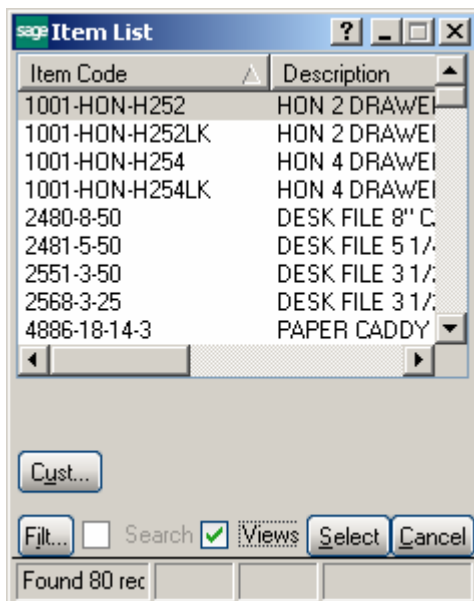 sage Item List
Item Code Description
1001-HON-H252 HON 2 DRAWE
1001-HON-H252LK HON 2 DRAWE
1001-HON-H254 HON 4 DRAWE
1001-HON-H254LK HON 4 DRAWE
2480-8-50 DESK FILE 8" C
2481-5-50 DESK FILE 5 1/
2551-3-50 DESK FILE 3 1/
2568-3-25 DESK FILE 3 1/
4886-18-14-3 PAPER CADDY
Cust...
Filt... Search Views Select Cancel
Found 80 rec